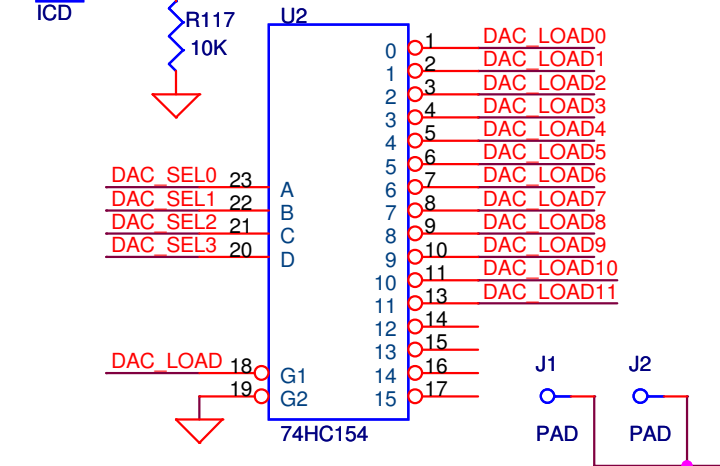 ICD
R117
10K
U2
0 1 DAC_LOAD0
1 2 DAC_LOAD1
2 3 DAC_LOAD2
3 4 DAC_LOAD3
4 5 DAC_LOAD4
5 6 DAC_LOAD5
DAC_SEL0 23 A 6 7 DAC_LOAD6
DAC_SEL1 22 B 7 8 DAC_LOAD7
DAC_SEL2 21 C 8 9 DAC_LOAD8
DAC_SEL3 20 D 9 10 DAC_LOAD9
10 11 DAC_LOAD10
11 13 DAC_LOAD11
12 14
13 15
DAC_LOAD 18 G1 14 16
19 G2 15 17
74HC154
J1 J2
PAD PAD